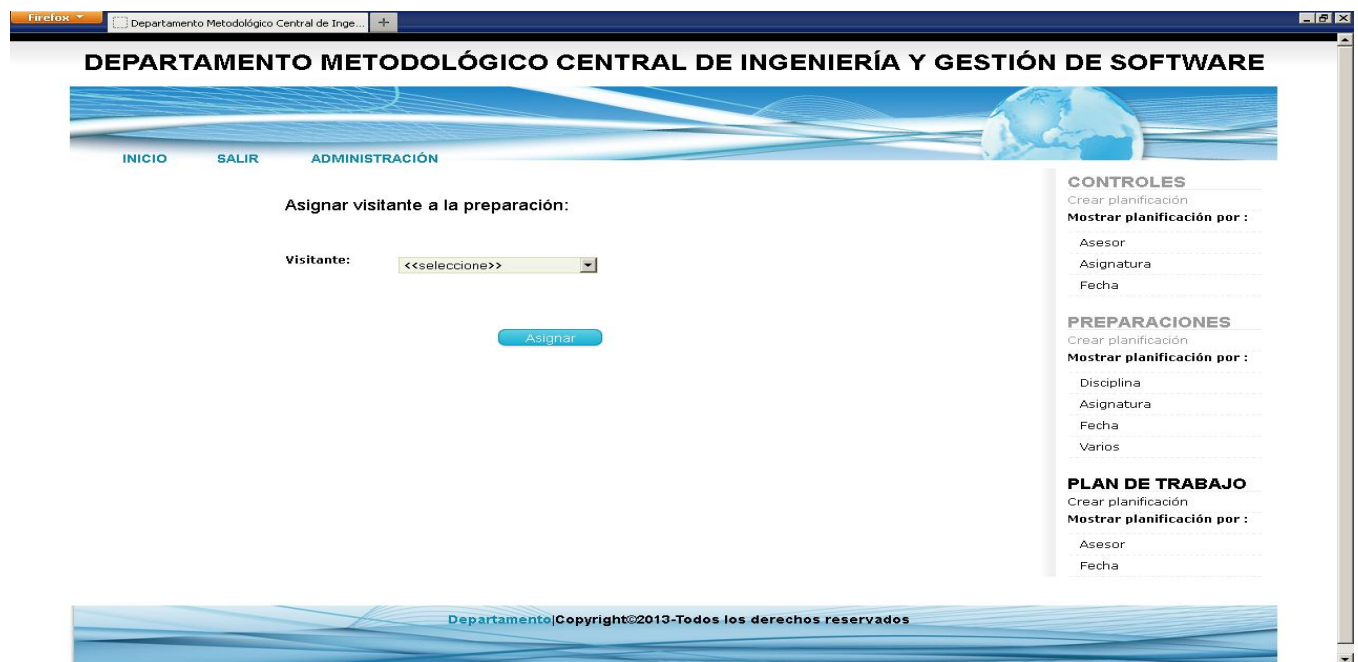 Firefox
Departamento Metodológico Central de Inge...
DEPARTAMENTO METODOLÓGICO CENTRAL DE INGENIERÍA Y GESTIÓN DE SOFTWARE
INICIO SALIR ADMINISTRACIÓN
Asignar visitante a la preparación:
Visitante: <<seleccione>>
Asignar
CONTROLES
Crear planificación
Mostrar planificación por :
Asesor
Asignatura
Fecha
PREPARACIONES
Crear planificación
Mostrar planificación por :
Disciplina
Asignatura
Fecha
Varios
PLAN DE TRABAJO
Crear planificación
Mostrar planificación por :
Asesor
Fecha
Departamento|Copyright©2013-Todos los derechos reservados